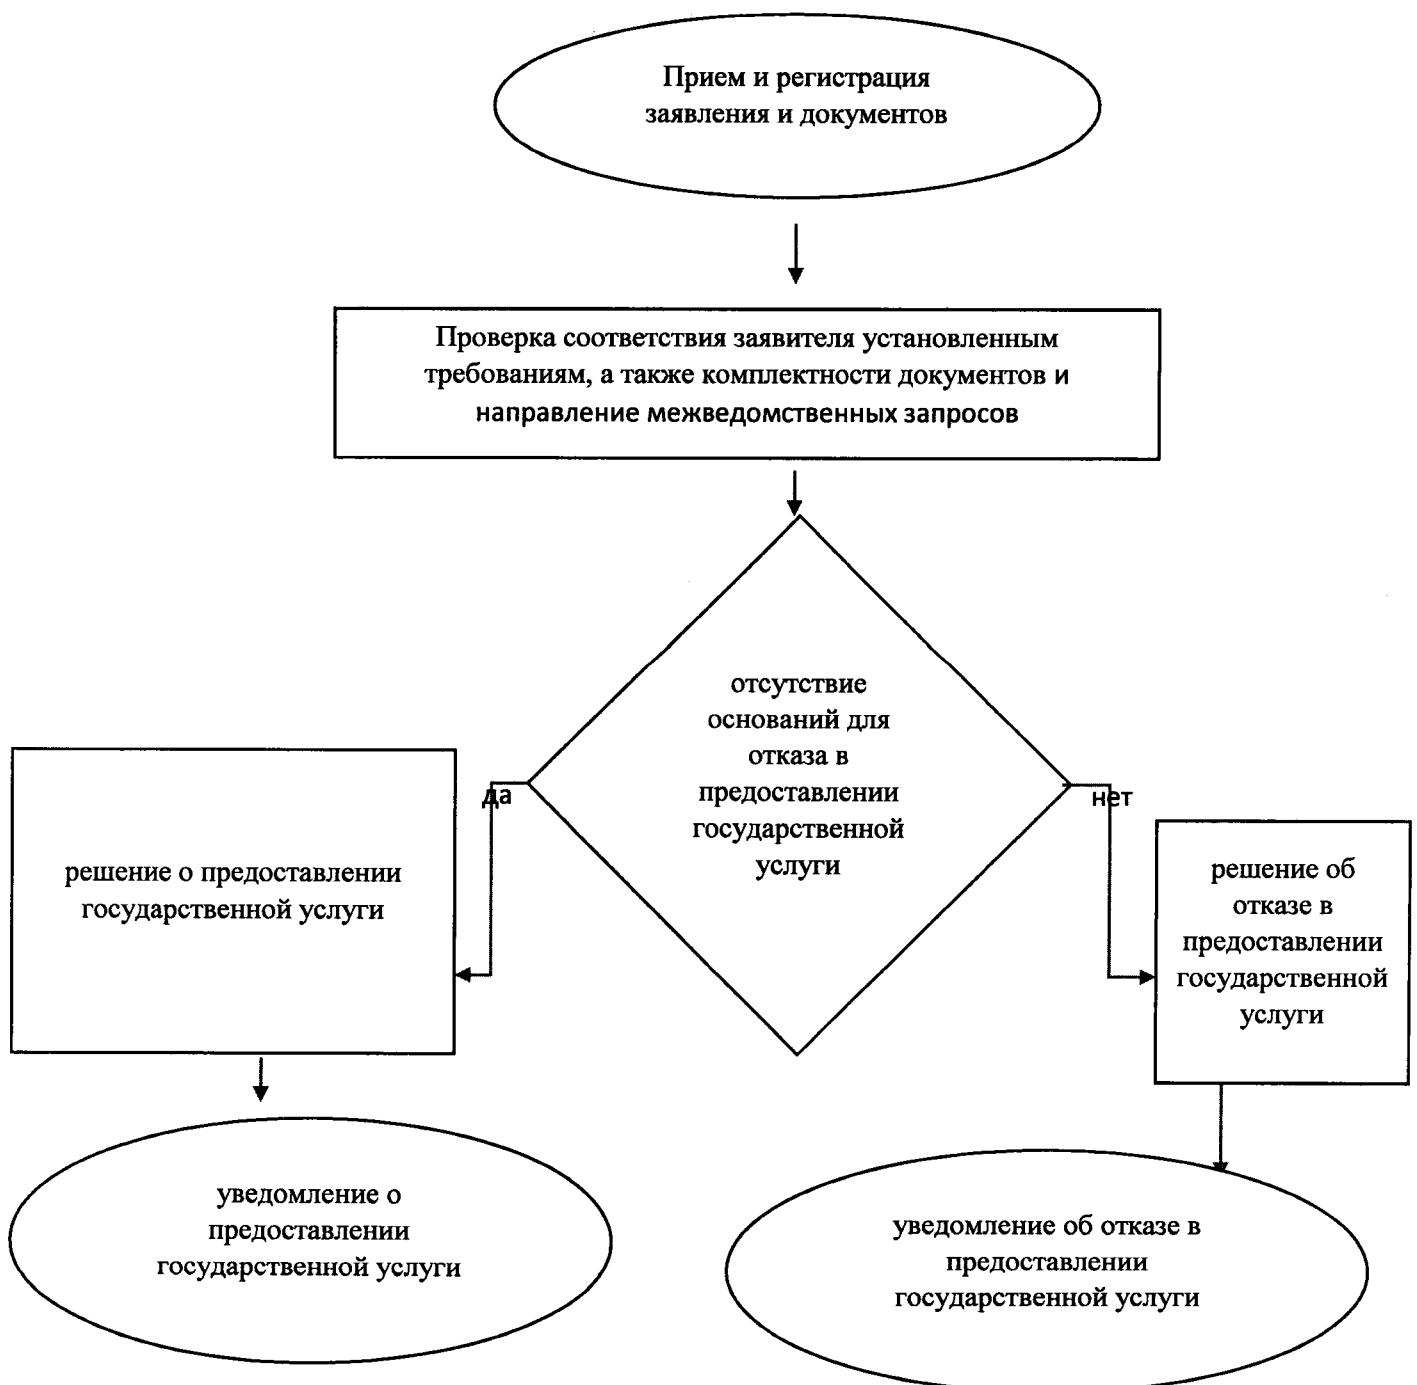 Прием и регистрация
заявления и документов
Проверка соответствия заявителя установленным
требованиям, а также комплектности документов и
направление межведомственных запросов
отсутствие
оснований для
отказа в
предоставлении
государственной
услуги
да
нет
решение о предоставлении
государственной услуги
решение об
отказе в
предоставлении
государственной
услуги
уведомление о
предоставлении
государственной услуги
уведомление об отказе в
предоставлении
государственной услуги